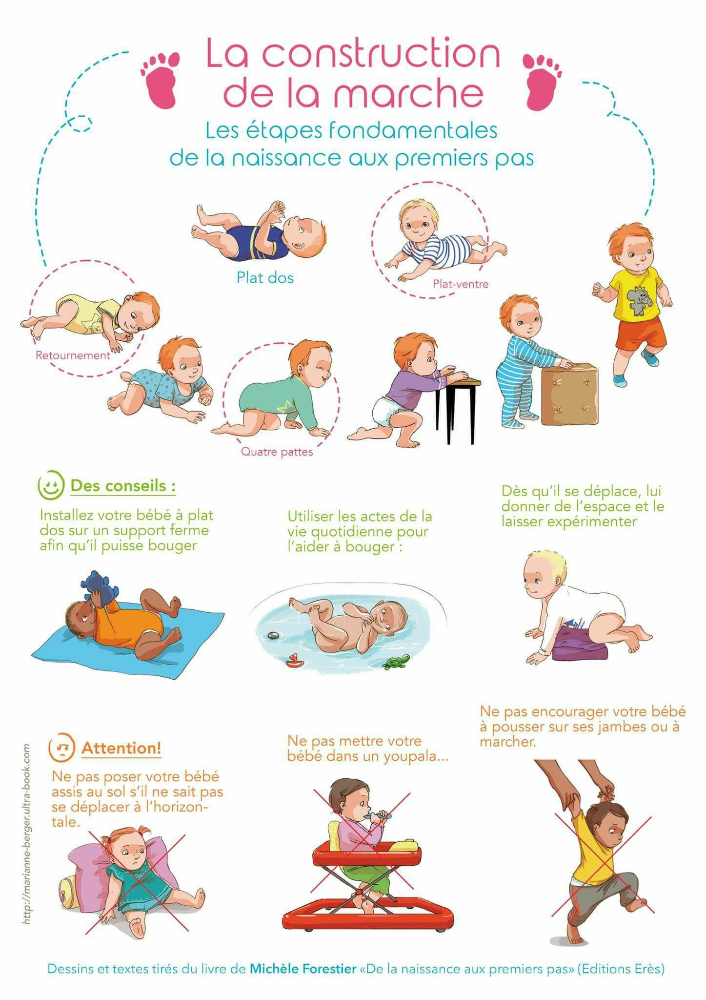 La construction
de la marche
Les étapes fondamentales
de la naissance aux premiers pas
Plat dos
Plat-ventre
Retournement
Quatre pattes
Des conseils :
Installez votre bébé à plat
dos sur un support ferme
afin qu'il puisse bouger
Utiliser les actes de la
vie quotidienne pour
l'aider à bouger :
Dès qu'il se déplace, lui
donner de l'espace et le
laisser expérimenter
Attention!
Ne pas poser votre bébé
assis au sol s'il ne sait pas
se déplacer à l'horizon-
tale.
Ne pas mettre votre
bébé dans un youpala...
Ne pas encourager votre bébé
à pousser sur ses jambes ou à
marcher.
http://marianne-berger.ultra-book.com
Dessins et textes tirés du livre de Michèle Forestier «De la naissance aux premiers pas» (Editions Erès)